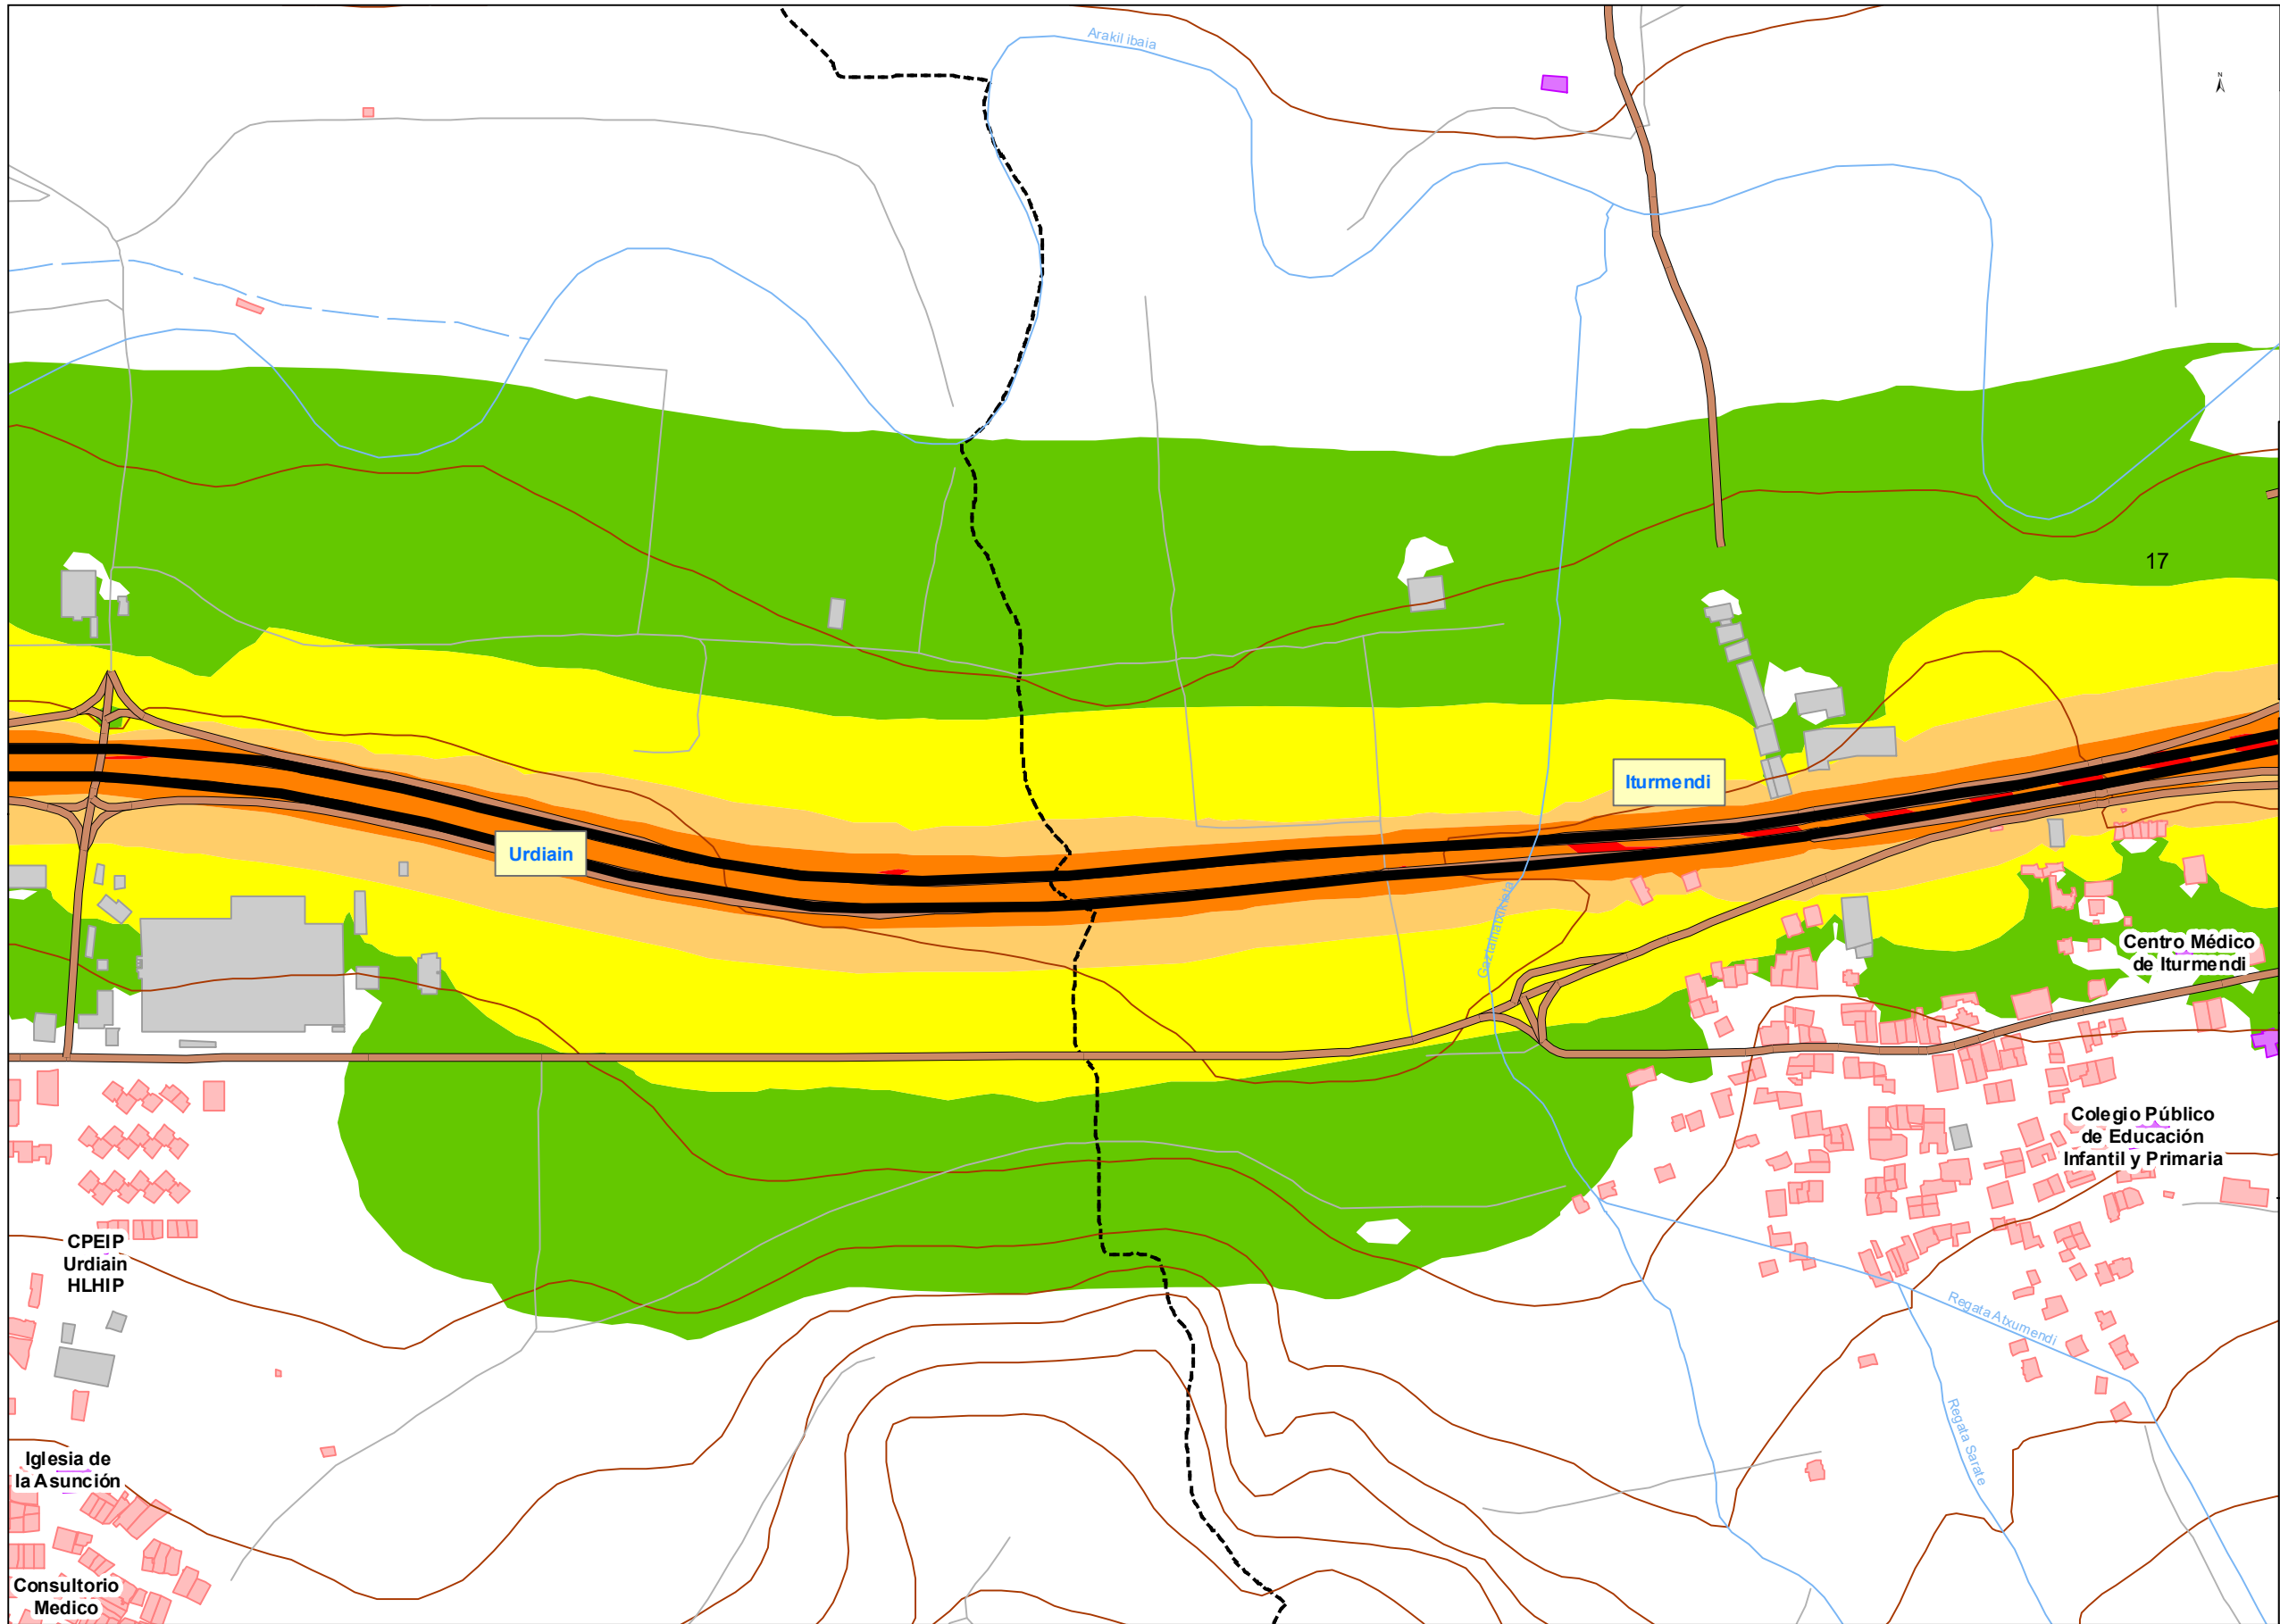 Arakil ibaia
N
17
Iturmendi
Urdiain
Centro Médico
de Iturmendi
Colegio Público
de Educación
Infantil y Primaria
CPEIP
Urdiain
HLHIP
Regata Atxumendi
Regata Sarate
Iglesia de
la Asunción
Consultorio
Medico